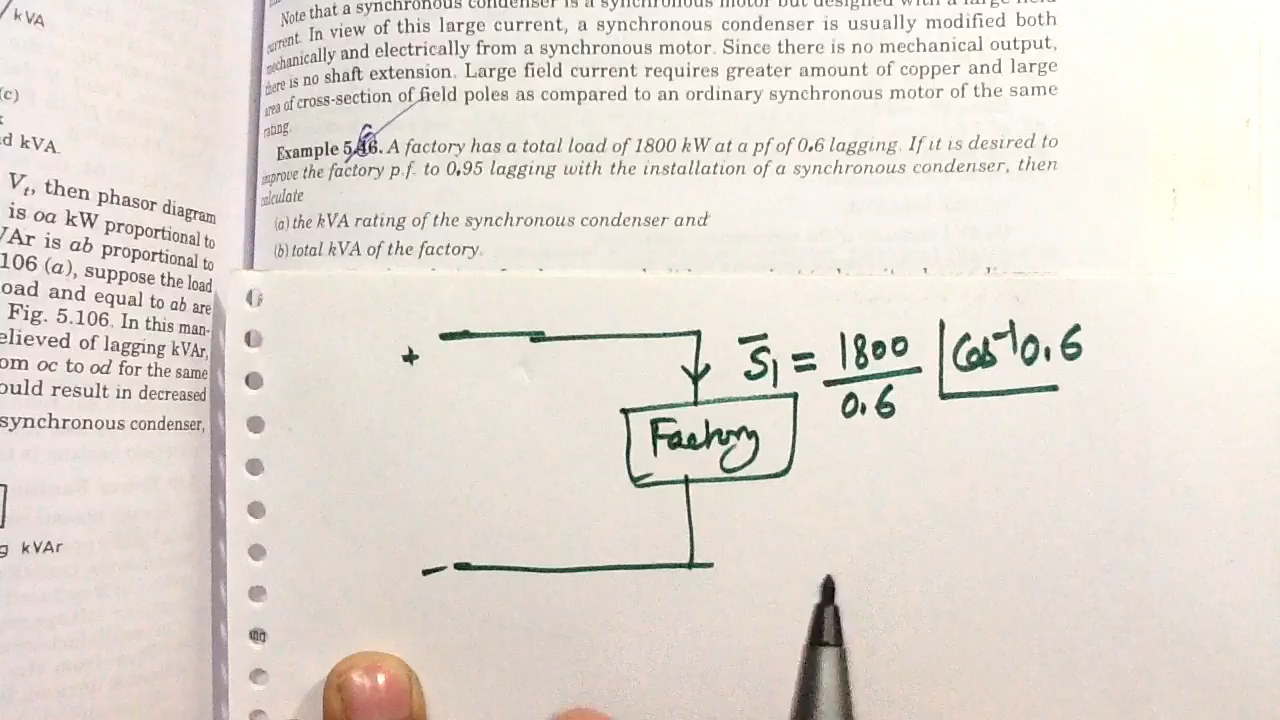 kVA
(c)
d kVA.
Vt, then phasor diagram
is oa kW proportional to
VAr is ab proportional to
106 (a), suppose the load
oad and equal to ab are
Fig. 5.106. In this man-
elieved of lagging kVAr,
om oc to od for the same
ould result in decreased
synchronous condenser,
g kVAr
Note that a synchronous condenser is a synchronous motor but designed with a large
current. In view of this large current, a synchronous condenser is usually modified both
mechanically and electrically from a synchronous motor. Since there is no mechanical output,
there is no shaft extension. Large field current requires greater amount of copper and large
area of cross-section of field poles as compared to an ordinary synchronous motor of the same
rating.
Example 5. 6. A factory has a total load of 1800 kW at a pf of 0.6 lagging. If it is desired to
improve the factory p.f. to 0.95 lagging with the installation of a synchronous condenser, then
calculate
(a) the kVA rating of the synchronous condenser and
(b) total kVA of the factory.
+
S̅₁ = 1800 / 0.6 ∠Cos⁻¹0.6
Factory
−